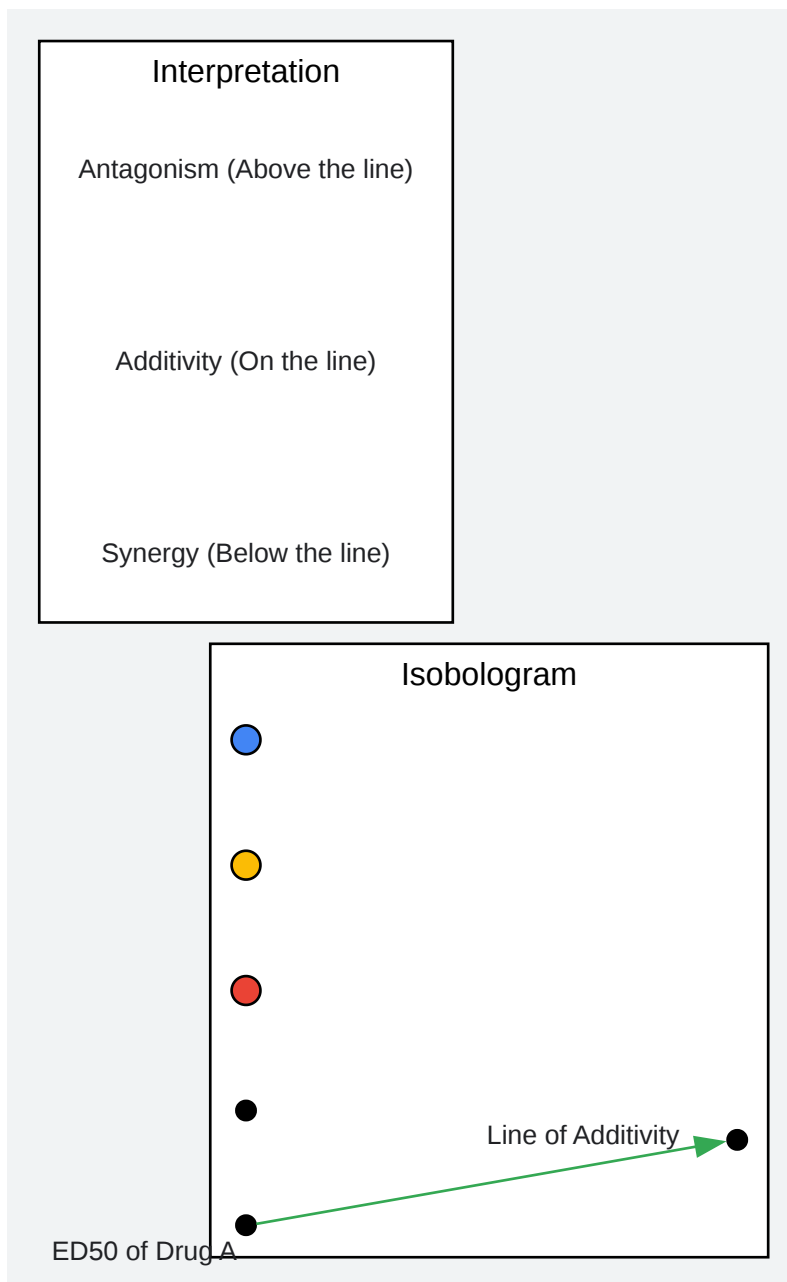 Interpretation
Antagonism (Above the line)
Additivity (On the line)
Synergy (Below the line)
Isobologram
Line of Additivity
ED50 of Drug A